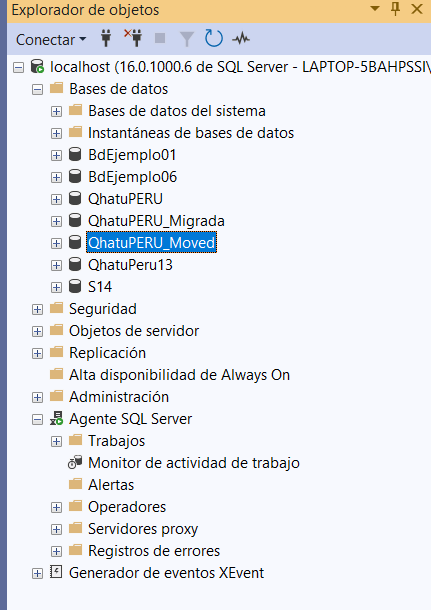 Explorador de objetos
Conectar
localhost (16.0.1000.6 de SQL Server - LAPTOP-5BAHPSSI\
Bases de datos
Bases de datos del sistema
Instantáneas de bases de datos
BdEjemplo01
BdEjemplo06
QhatuPERU
QhatuPERU_Migrada
QhatuPERU_Moved
QhatuPeru13
S14
Seguridad
Objetos de servidor
Replicación
Alta disponibilidad de Always On
Administración
Agente SQL Server
Trabajos
Monitor de actividad de trabajo
Alertas
Operadores
Servidores proxy
Registros de errores
Generador de eventos XEvent